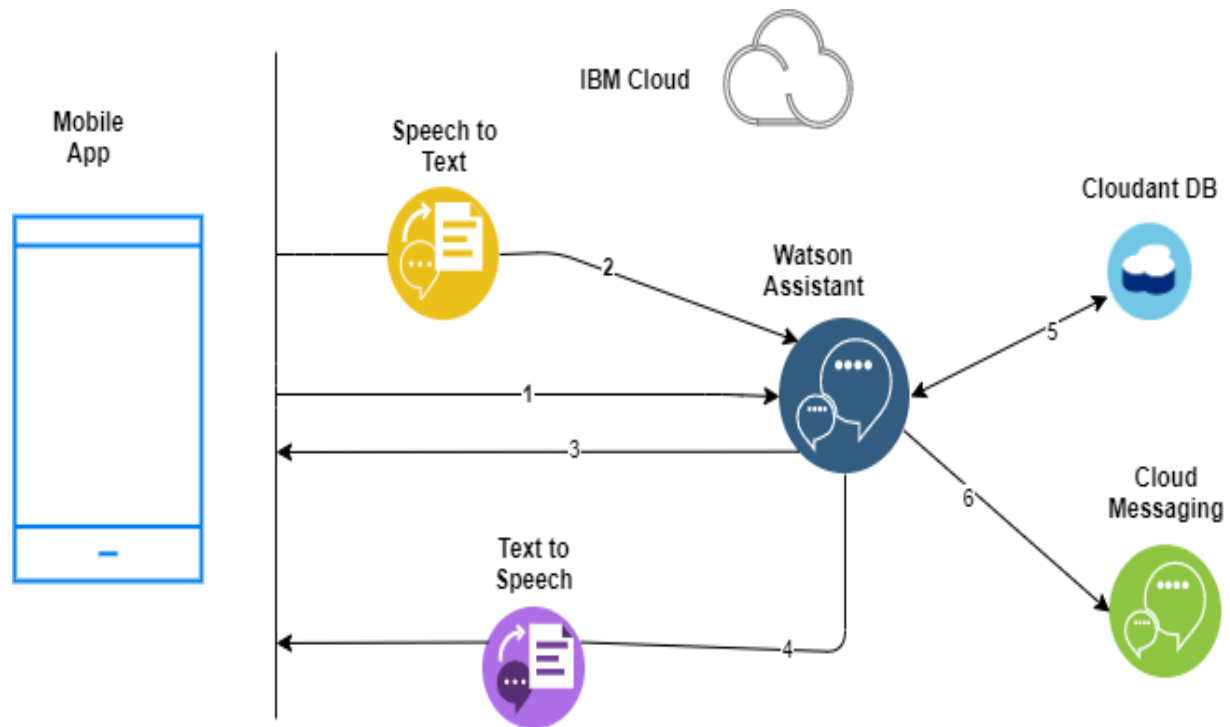 IBM Cloud
Mobile
App
Speech to
Text
Cloudant DB
2
Watson
Assistant
5
1
3
6
Cloud
Messaging
Text to
Speech
4